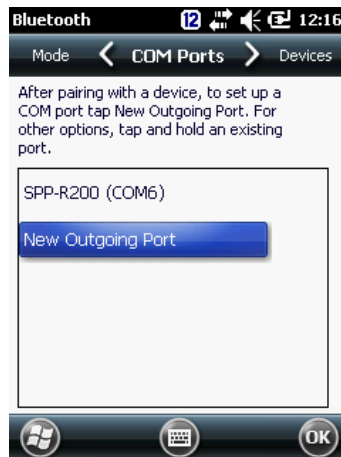 Bluetooth 12 12:16
Mode COM Ports Devices
After pairing with a device, to set up a
COM port tap New Outgoing Port. For
other options, tap and hold an existing
port.
SPP-R200 (COM6)
New Outgoing Port
OK